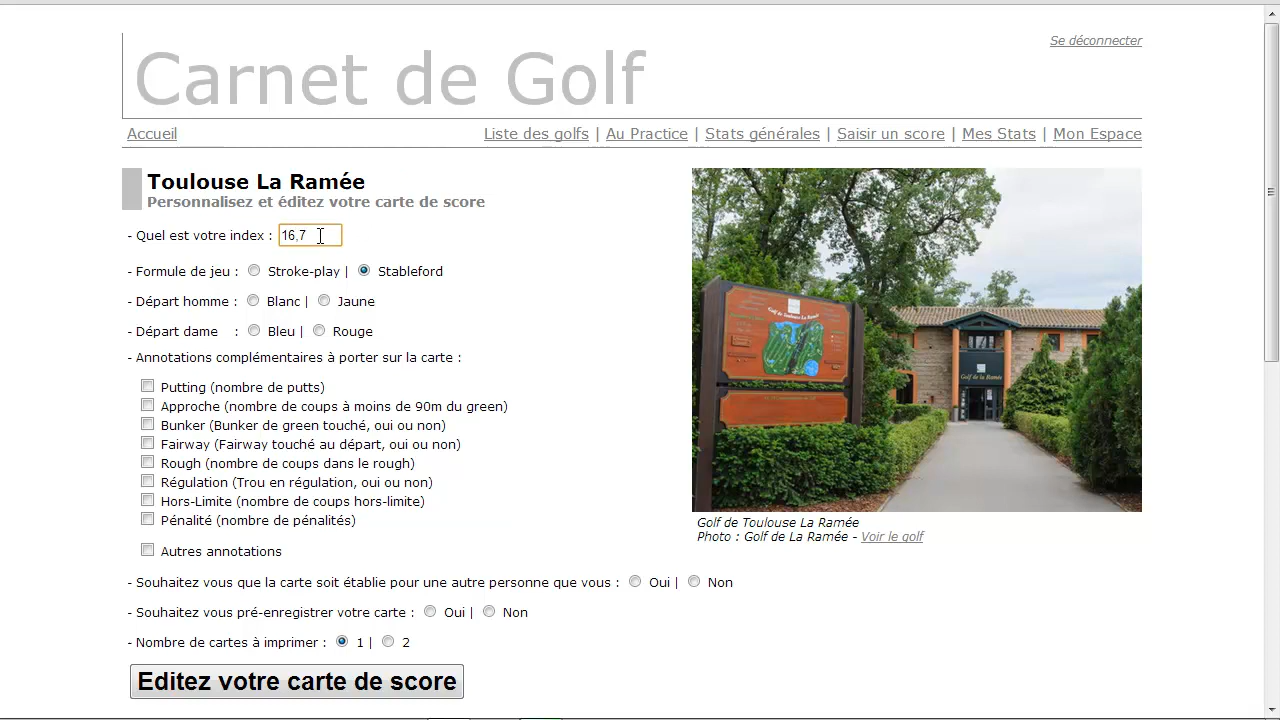 Se déconnecter
Carnet de Golf
Accueil
Liste des golfs | Au Practice | Stats générales | Saisir un score | Mes Stats | Mon Espace
Toulouse La Ramée
Personnalisez et éditez votre carte de score
- Quel est votre index : 16,7
- Formule de jeu : Stroke-play | Stableford
- Départ homme : Blanc | Jaune
- Départ dame : Bleu | Rouge
- Annotations complémentaires à porter sur la carte :
Putting (nombre de putts)
Approche (nombre de coups à moins de 90m du green)
Bunker (Bunker de green touché, oui ou non)
Fairway (Fairway touché au départ, oui ou non)
Rough (nombre de coups dans le rough)
Régulation (Trou en régulation, oui ou non)
Hors-Limite (nombre de coups hors-limite)
Pénalité (nombre de pénalités)
Autres annotations
Golf de Toulouse La Ramée
Golf de la Ramée
Golf de Toulouse La Ramée
Photo : Golf de La Ramée - Voir le golf
- Souhaitez vous que la carte soit établie pour une autre personne que vous : Oui | Non
- Souhaitez vous pré-enregistrer votre carte : Oui | Non
- Nombre de cartes à imprimer : 1 | 2
Editez votre carte de score